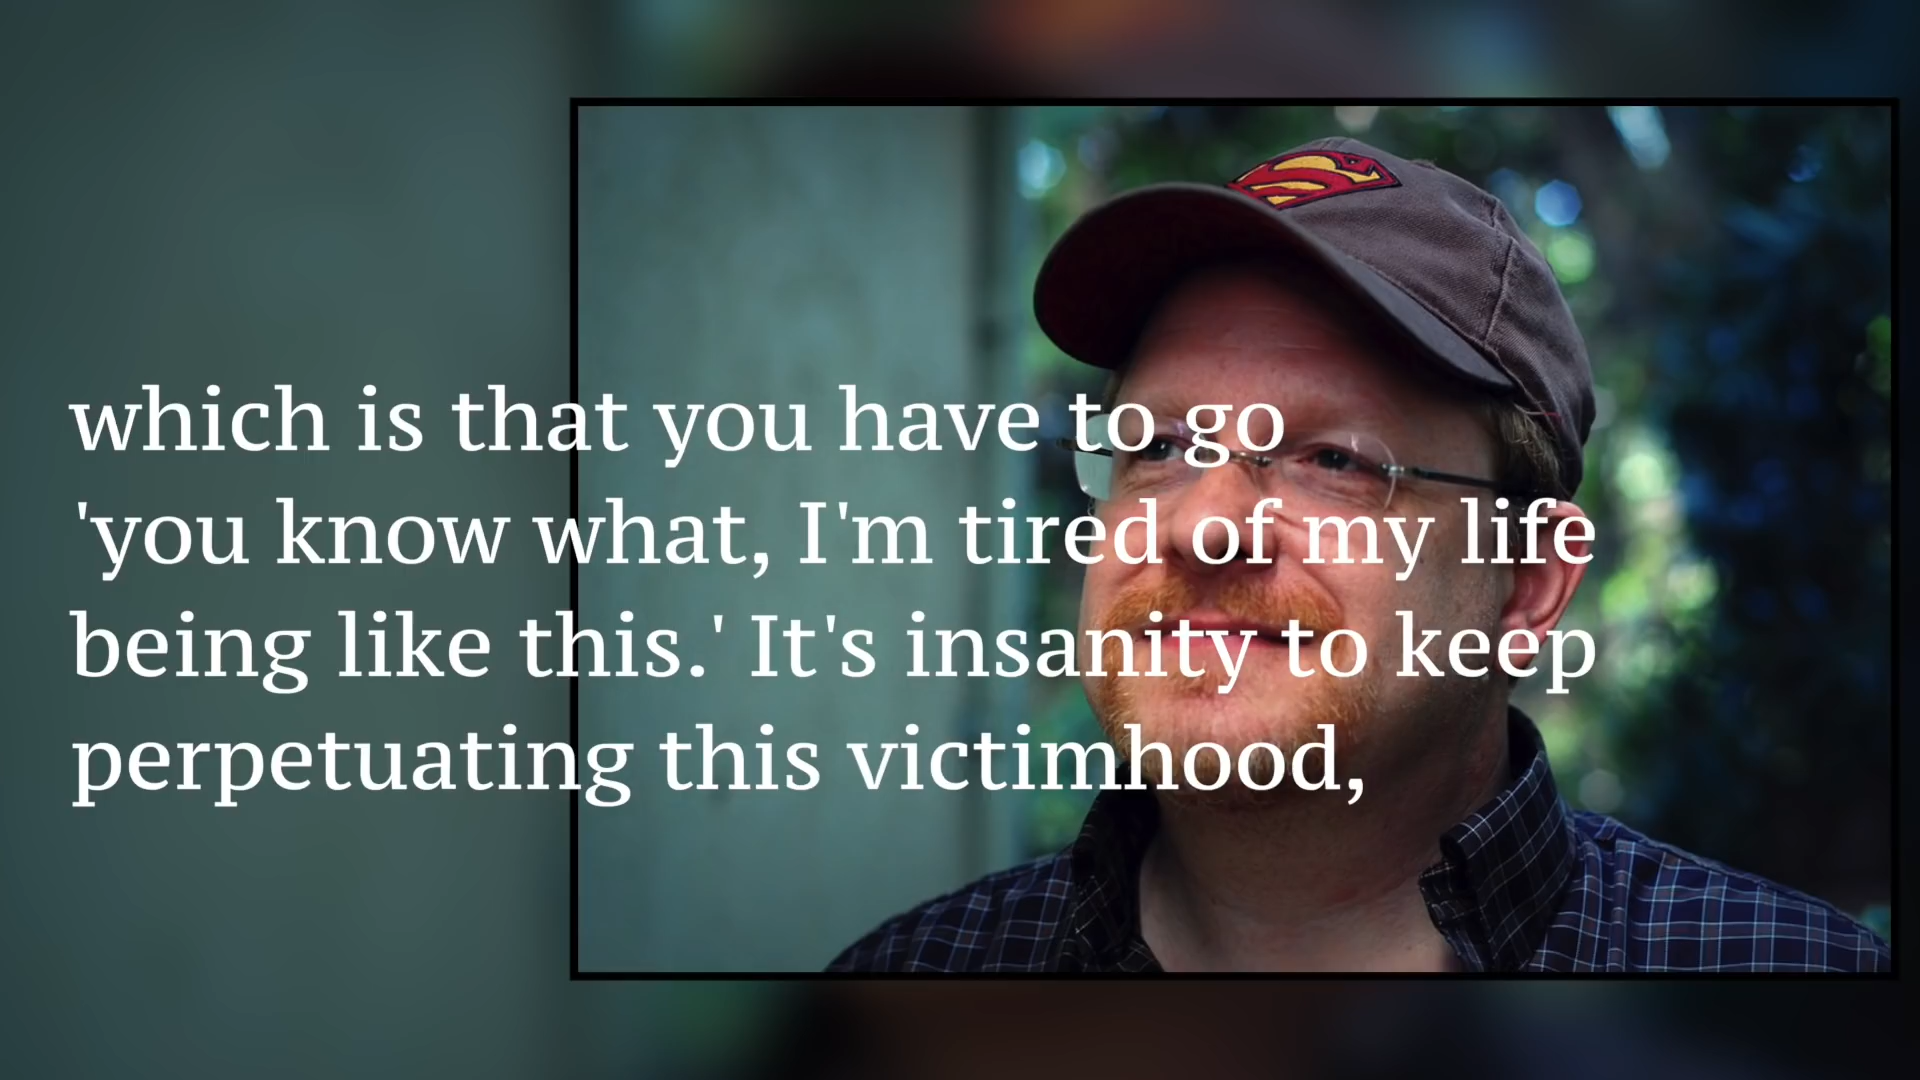 which is that you have to go
'you know what, I'm tired of my life
being like this.' It's insanity to keep
perpetuating this victimhood,